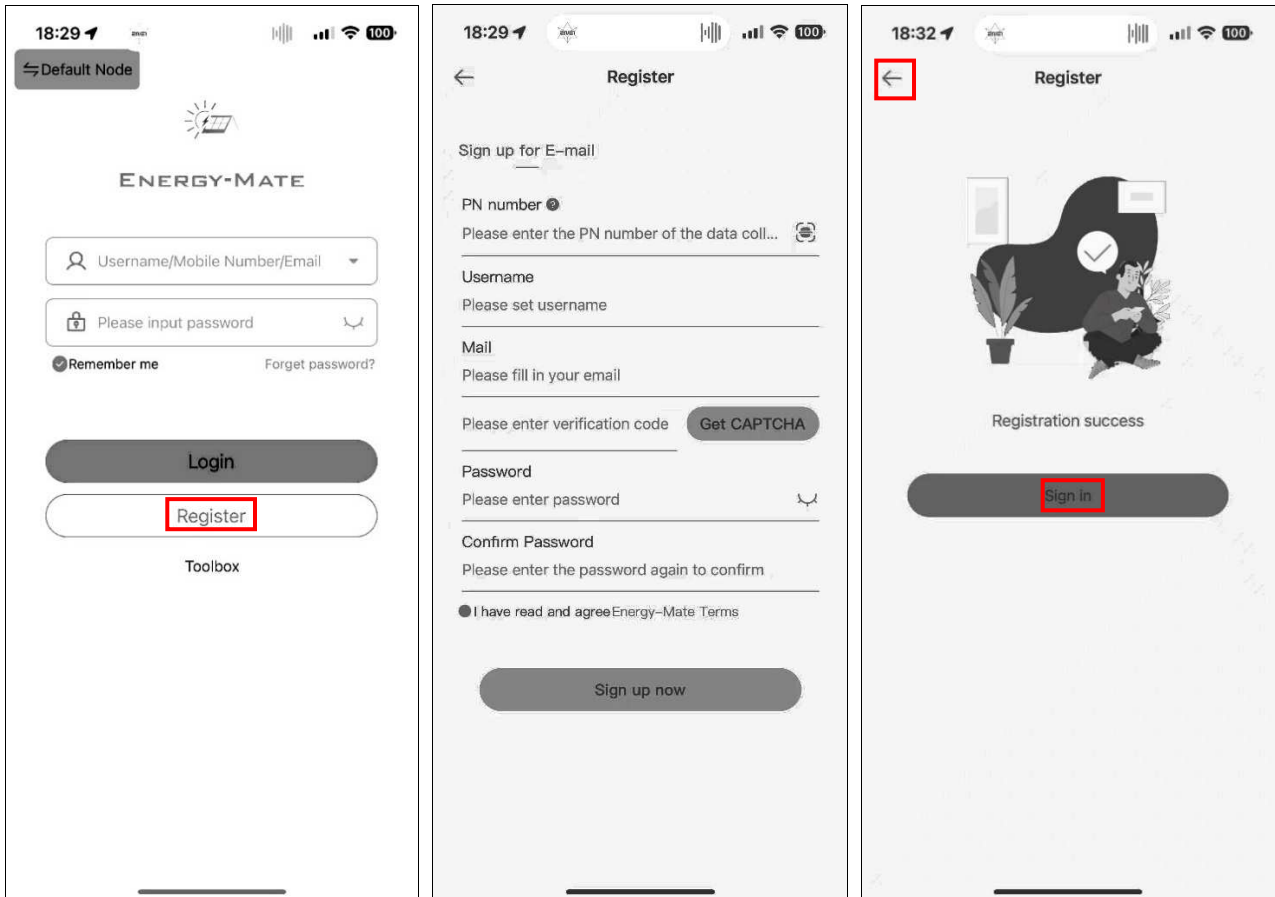 18:29
100
Default Node
ENERGY-MATE
Username/Mobile Number/Email
Please input password
Remember me Forget password?
Login
Register
Toolbox
18:29
100
Register
Sign up for E-mail
PN number ?
Please enter the PN number of the data coll...
Username
Please set username
Mail
Please fill in your email
Please enter verification code Get CAPTCHA
Password
Please enter password
Confirm Password
Please enter the password again to confirm
I have read and agree Energy-Mate Terms
Sign up now
18:32
100
Register
Registration success
Sign in